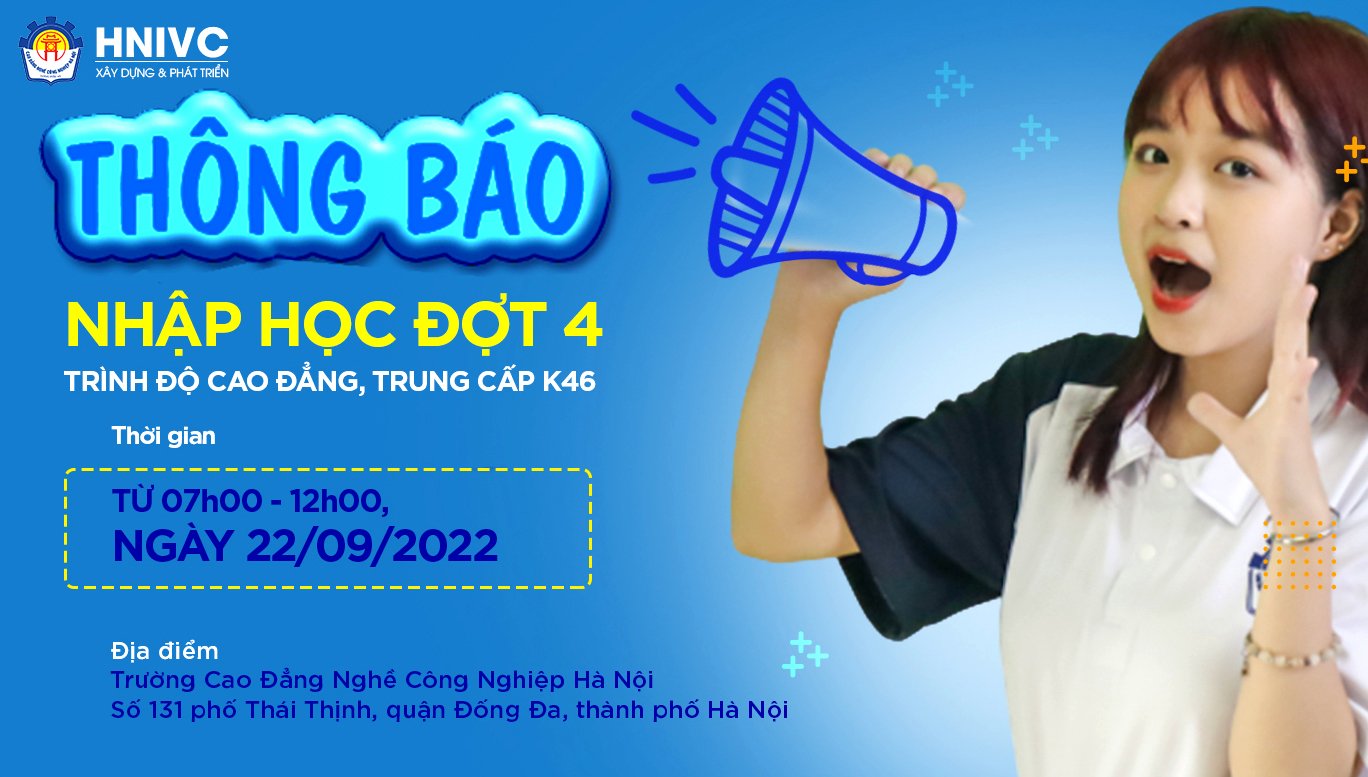 HNIVC
XÂY DỰNG & PHÁT TRIỂN
THÔNG BÁO
NHẬP HỌC ĐỢT 4
TRÌNH ĐỘ CAO ĐẲNG, TRUNG CẤP K46
Thời gian
TỪ 07h00 - 12h00,
NGÀY 22/09/2022
Địa điểm
Trường Cao Đẳng Nghề Công Nghiệp Hà Nội
Số 131 phố Thái Thịnh, quận Đống Đa, thành phố Hà Nội